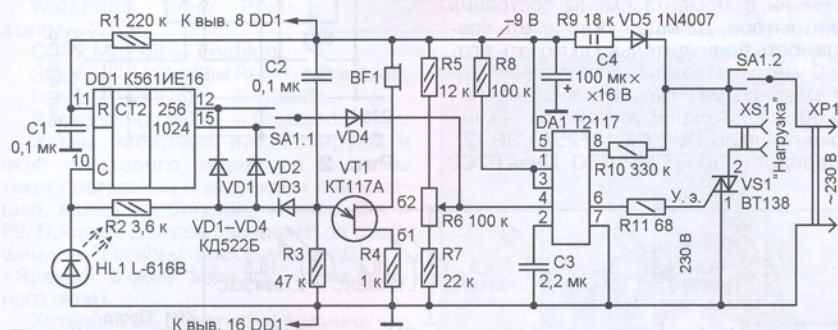 R1 220 к
К выв. 8 DD1
–9 В
R9 18 к
VD5 1N4007
DD1 К561ИЕ16
C2
0,1 мк
BF1
R5
12 к
R8
100 к
C4
100 мк ×
×16 В
+
SA1.2
C1
0,1 мк
11
R
CT2
256
1024
12
15
10
C
SA1.1
VD4
DA1 T2117
5
3
4
2
1
8
6
7
XS1
XP1
"Нагрузка"
~230 В
R10 330 к
VD1
VD2
VD3
VT1
КТ117А
б2
б1
R2 3,6 к
VD1–VD4
КД522Б
R6 100 к
У. э.
2
1
VS1
BT138
R11 68
230 В
HL1 L-616B
R3
47 к
R4
1 к
R7
22 к
C3
2,2 мк
К выв. 16 DD1